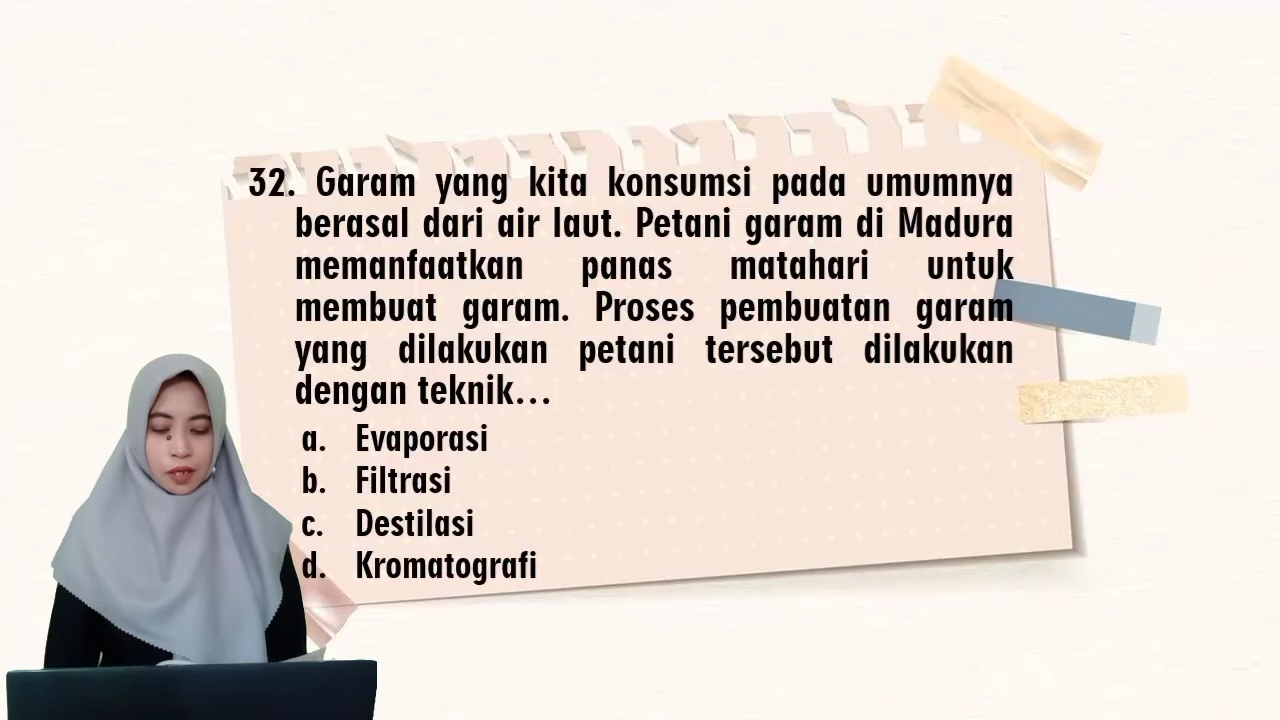 32. Garam yang kita konsumsi pada umumnya
berasal dari air laut. Petani garam di Madura
memanfaatkan panas matahari untuk
membuat garam. Proses pembuatan garam
yang dilakukan petani tersebut dilakukan
dengan teknik...
a. Evaporasi
b. Filtrasi
c. Destilasi
d. Kromatografi